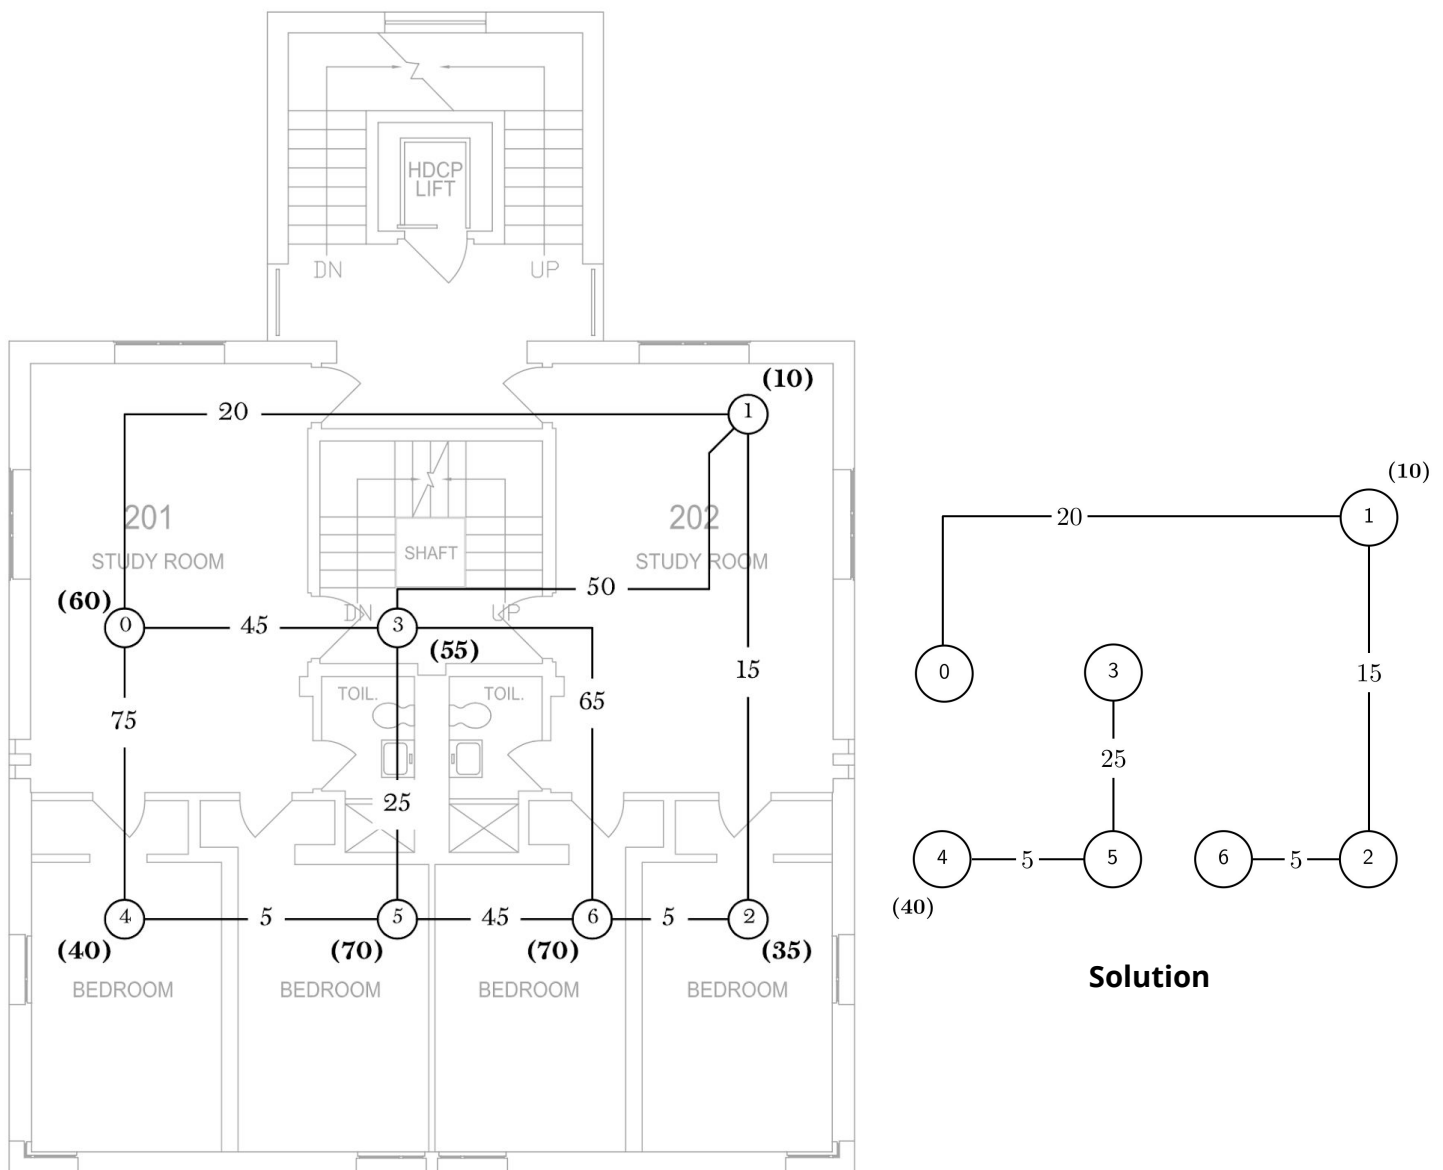 HDCP
LIFT
DN
UP
(10)
1
20
201
STUDY ROOM
SHAFT
202
STUDY ROOM
50
(60)
0
45
3
DN
UP
(55)
15
65
75
TOIL.
TOIL.
25
4
5
5
45
6
5
2
(40)
(70)
(70)
(35)
BEDROOM
BEDROOM
BEDROOM
BEDROOM
(10)
20
1
0
3
15
25
4
5
5
6
5
2
(40)
Solution